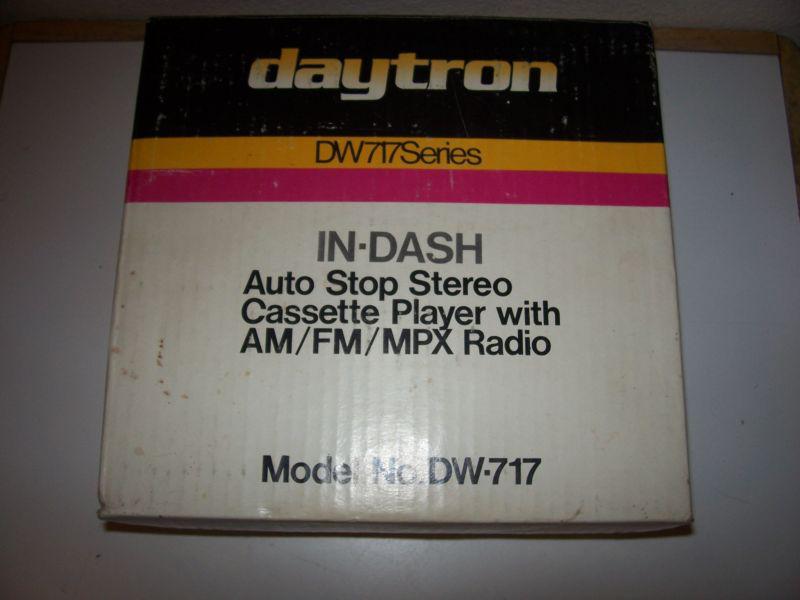 daytron
DW717Series
IN·DASH
Auto Stop Stereo
Cassette Player with
AM/FM/MPX Radio
Model No. DW·717